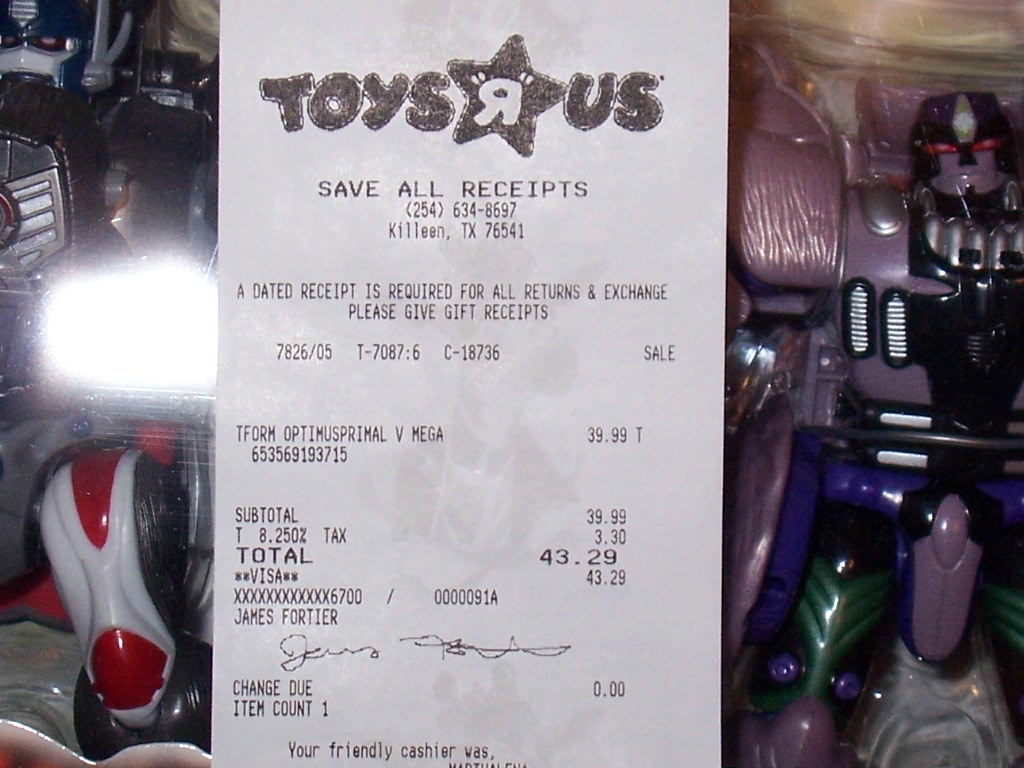 TOYS R US
SAVE ALL RECEIPTS
(254) 634-8697
Killeen, TX 76541
A DATED RECEIPT IS REQUIRED FOR ALL RETURNS & EXCHANGE
PLEASE GIVE GIFT RECEIPTS
7826/05 T-7087:6 C-18736 SALE
TFORM OPTIMUSPRIMAL V MEGA 39.99 T
653569193715
SUBTOTAL 39.99
T 8.250% TAX 3.30
TOTAL 43.29
**VISA** 43.29
XXXXXXXXXXXX6700 / 0000091A
JAMES FORTIER
CHANGE DUE 0.00
ITEM COUNT 1
Your friendly cashier was,